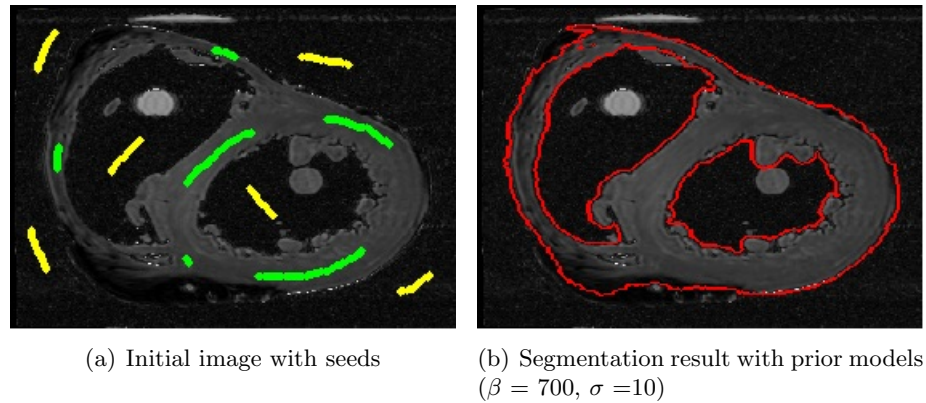 (a) Initial image with seeds
(b) Segmentation result with prior models
(β = 700, σ =10)